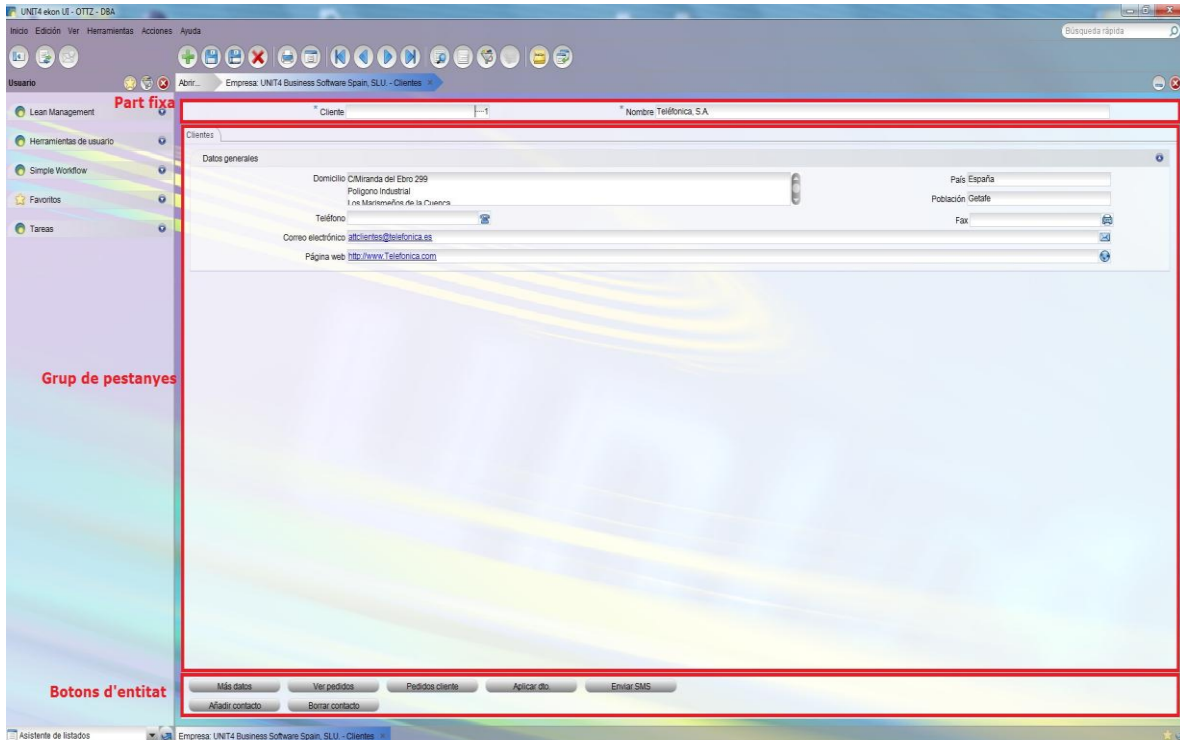 UNIT4 ekon UI - OTTZ - DBA
Inicio Edición Ver Herramientas Acciones Ayuda
Búsqueda rápida
Usuario
Abrir... Empresa: UNIT4 Business Software Spain, SLU. - Clientes ×
Part fixa
* Cliente 1 * Nombre Teléfonica, S.A.
Lean Management
Herramientas de usuario
Simple Workflow
Favoritos
Tareas
Clientes
Datos generales
Domicilio C/Miranda del Ebro 299
Poligono Industrial
Los Marismeños de la Cuenca
País España
Población Getafe
Teléfono
Fax
Correo electrónico attclientes@telefonica.es
Página web http://www.Telefonica.com
Grup de pestanyes
Botons d'entitat
Más datos Ver pedidos Pedidos cliente Aplicar dto. Enviar SMS
Añadir contacto Borrar contacto
Asistente de listados
Empresa: UNIT4 Business Software Spain, SLU. - Clientes ×